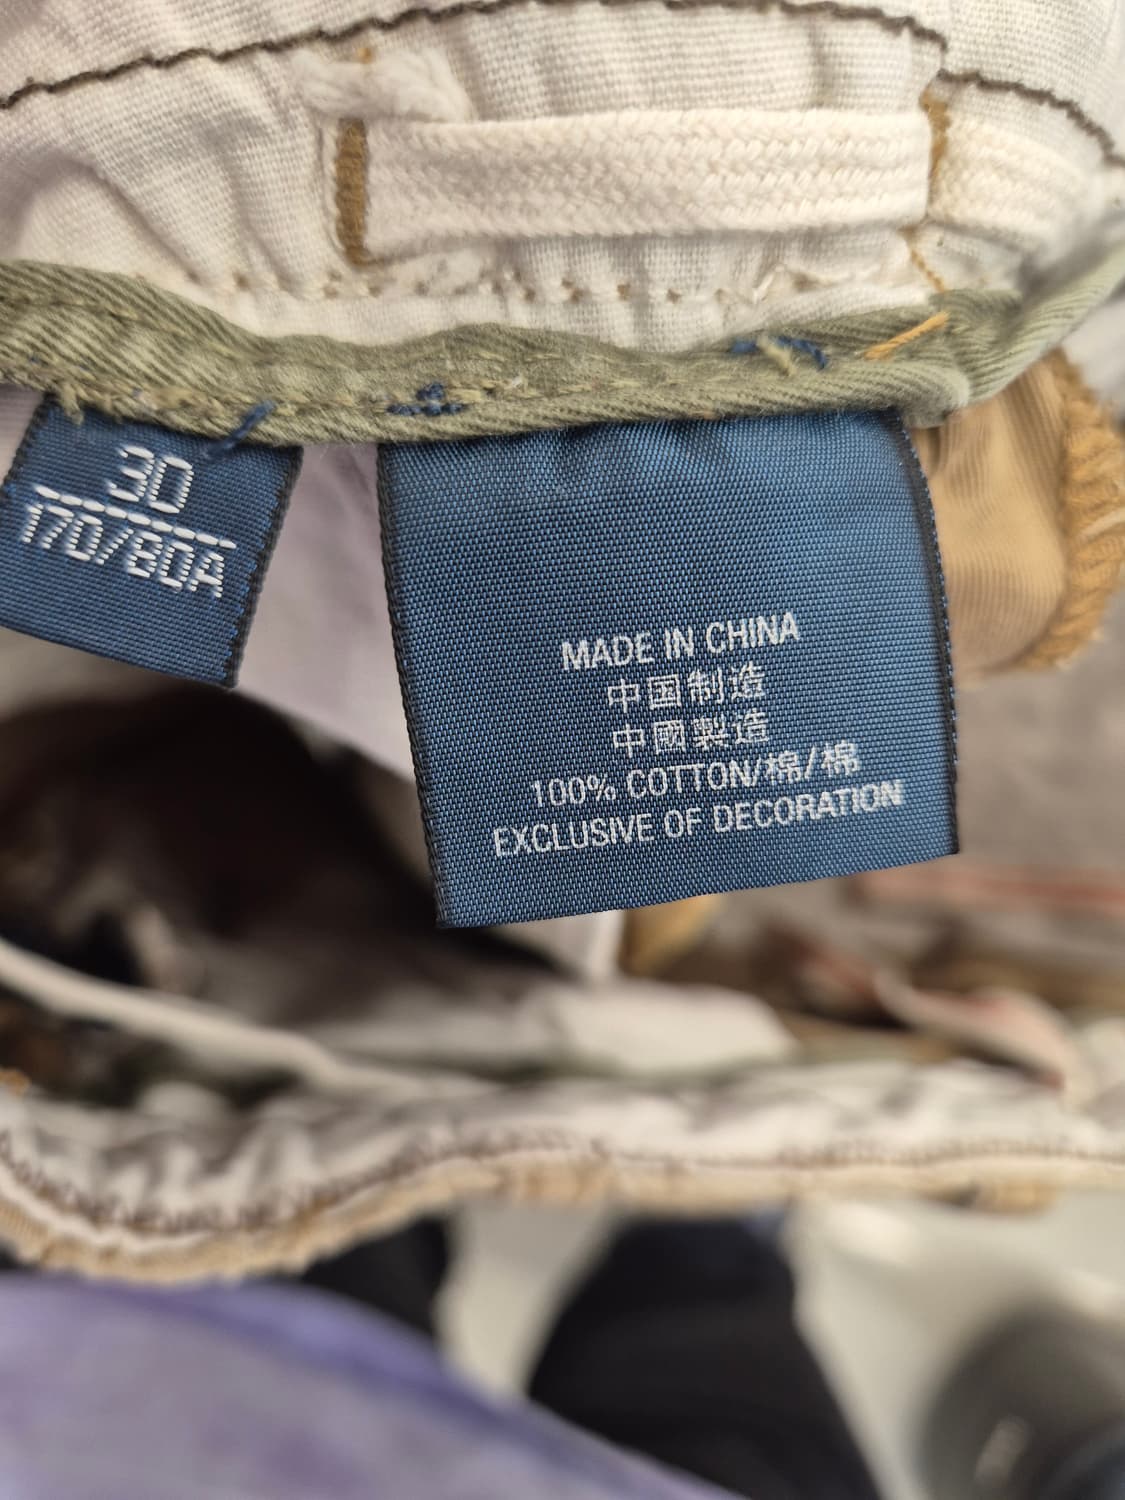 30
170/80A
MADE IN CHINA
中国制造
中國製造
100% COTTON/棉/棉
EXCLUSIVE OF DECORATION